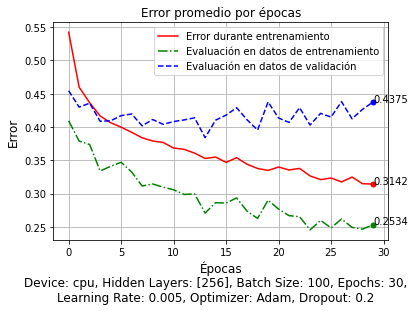 Error promedio por épocas
Error durante entrenamiento
Evaluación en datos de entrenamiento
Evaluación en datos de validación
0.55
0.50
0.45
0.40
0.35
0.30
0.25
Error
0.4375
0.3142
0.2534
0 5 10 15 20 25 30
Épocas
Device: cpu, Hidden Layers: [256], Batch Size: 100, Epochs: 30,
Learning Rate: 0.005, Optimizer: Adam, Dropout: 0.2